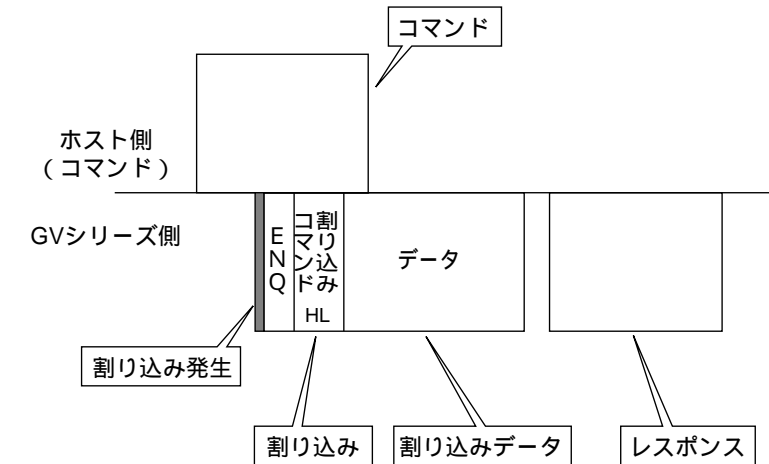 コマンド
ホスト側
(コマンド)
GVシリーズ側
ENQ
割り込み
コマンド
HL
データ
割り込み発生
割り込み
割り込みデータ
レスポンス